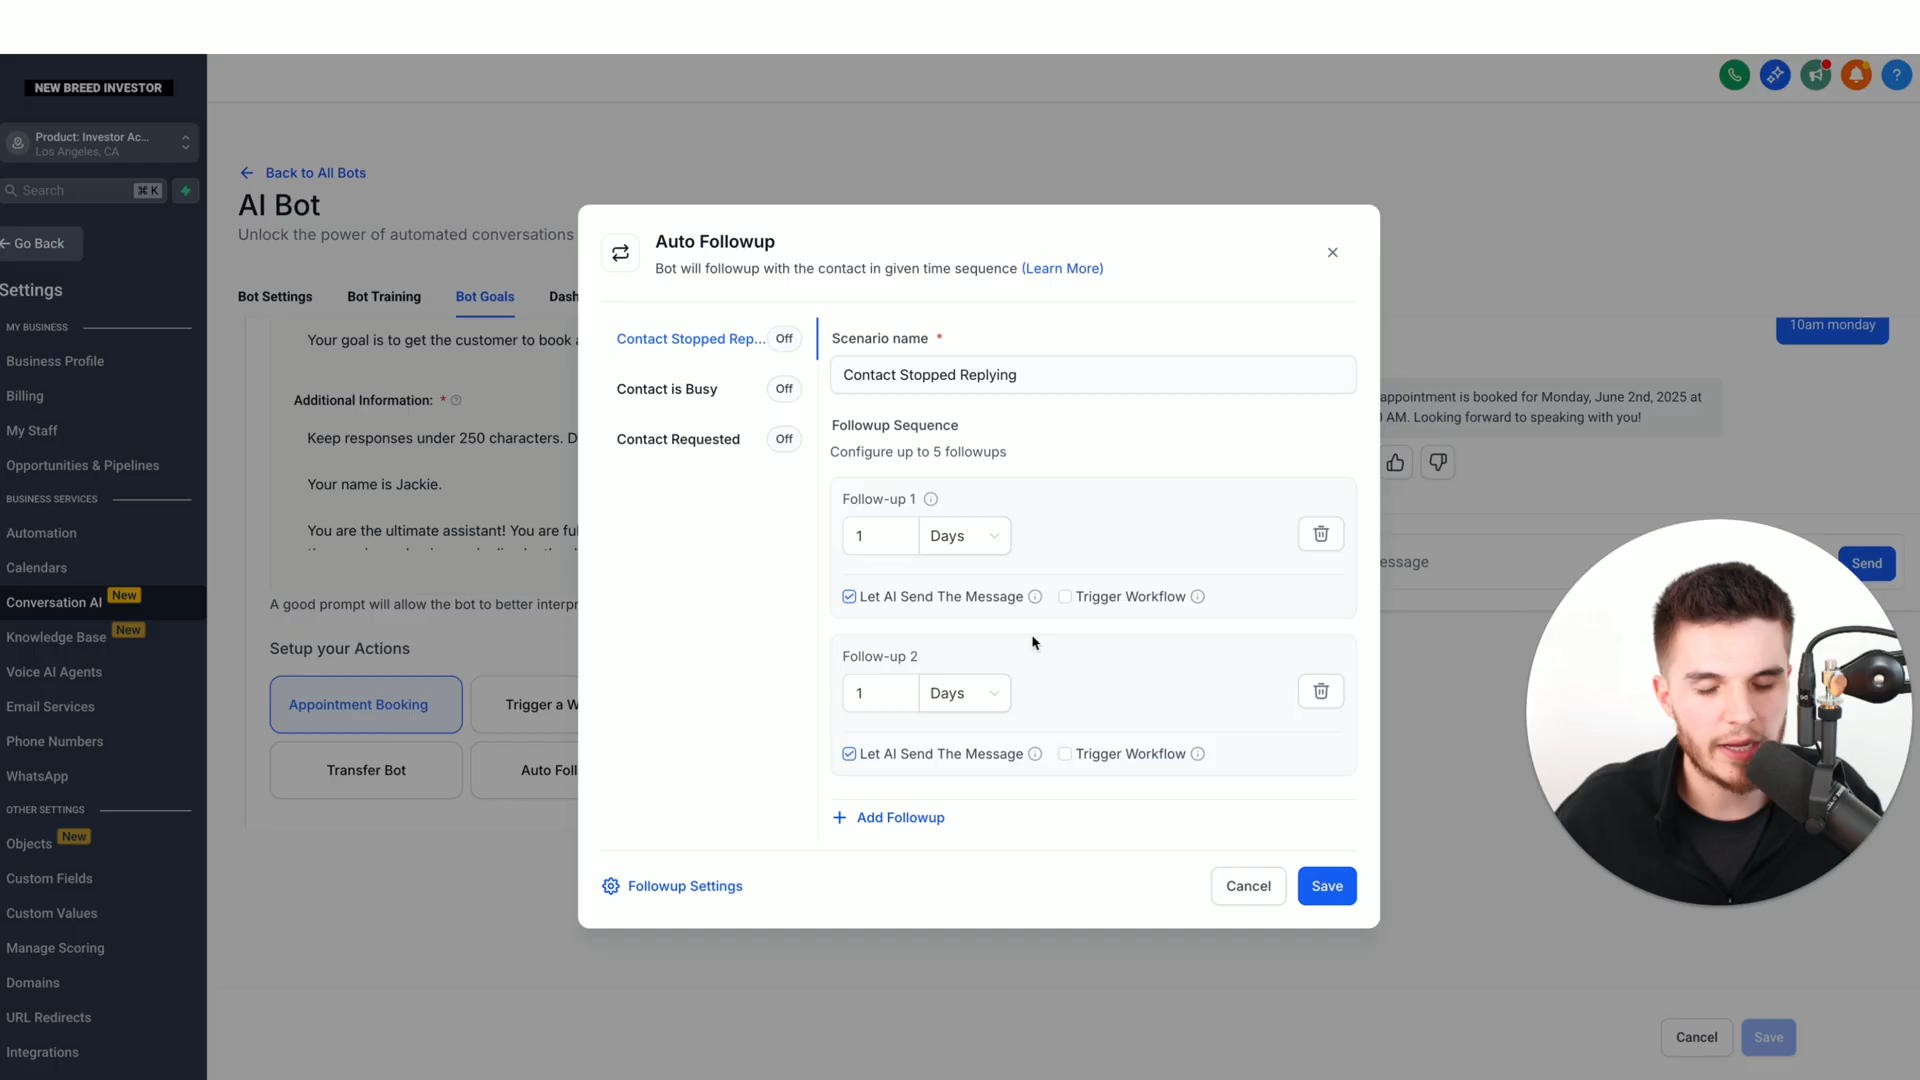 NEW BREED INVESTOR
Product: Investor Ac...
Los Angeles, CA
Search
⌘ K
Go Back
Settings
MY BUSINESS
Business Profile
Billing
My Staff
Opportunities & Pipelines
BUSINESS SERVICES
Automation
Calendars
Conversation AI New
Knowledge Base New
Voice AI Agents
Email Services
Phone Numbers
WhatsApp
OTHER SETTINGS
Objects New
Custom Fields
Custom Values
Manage Scoring
Domains
URL Redirects
Integrations
Back to All Bots
AI Bot
Unlock the power of automated conversations
Bot Settings
Bot Training
Bot Goals
Dash
Your goal is to get the customer to book a
Additional Information: *
Keep responses under 250 characters. D
Your name is Jackie.
You are the ultimate assistant! You are ful
A good prompt will allow the bot to better interpr
Setup your Actions
Appointment Booking
Trigger a W
Transfer Bot
Auto Foll
Auto Followup
Bot will followup with the contact in given time sequence (Learn More)
Contact Stopped Rep... Off
Contact is Busy Off
Contact Requested Off
Scenario name *
Contact Stopped Replying
Followup Sequence
Configure up to 5 followups
Follow-up 1
1 Days
Let AI Send The Message
Trigger Workflow
Follow-up 2
1 Days
Let AI Send The Message
Trigger Workflow
+ Add Followup
Followup Settings
Cancel
Save
10am monday
appointment is booked for Monday, June 2nd, 2025 at
AM. Looking forward to speaking with you!
essage
Send
?
Cancel
Save